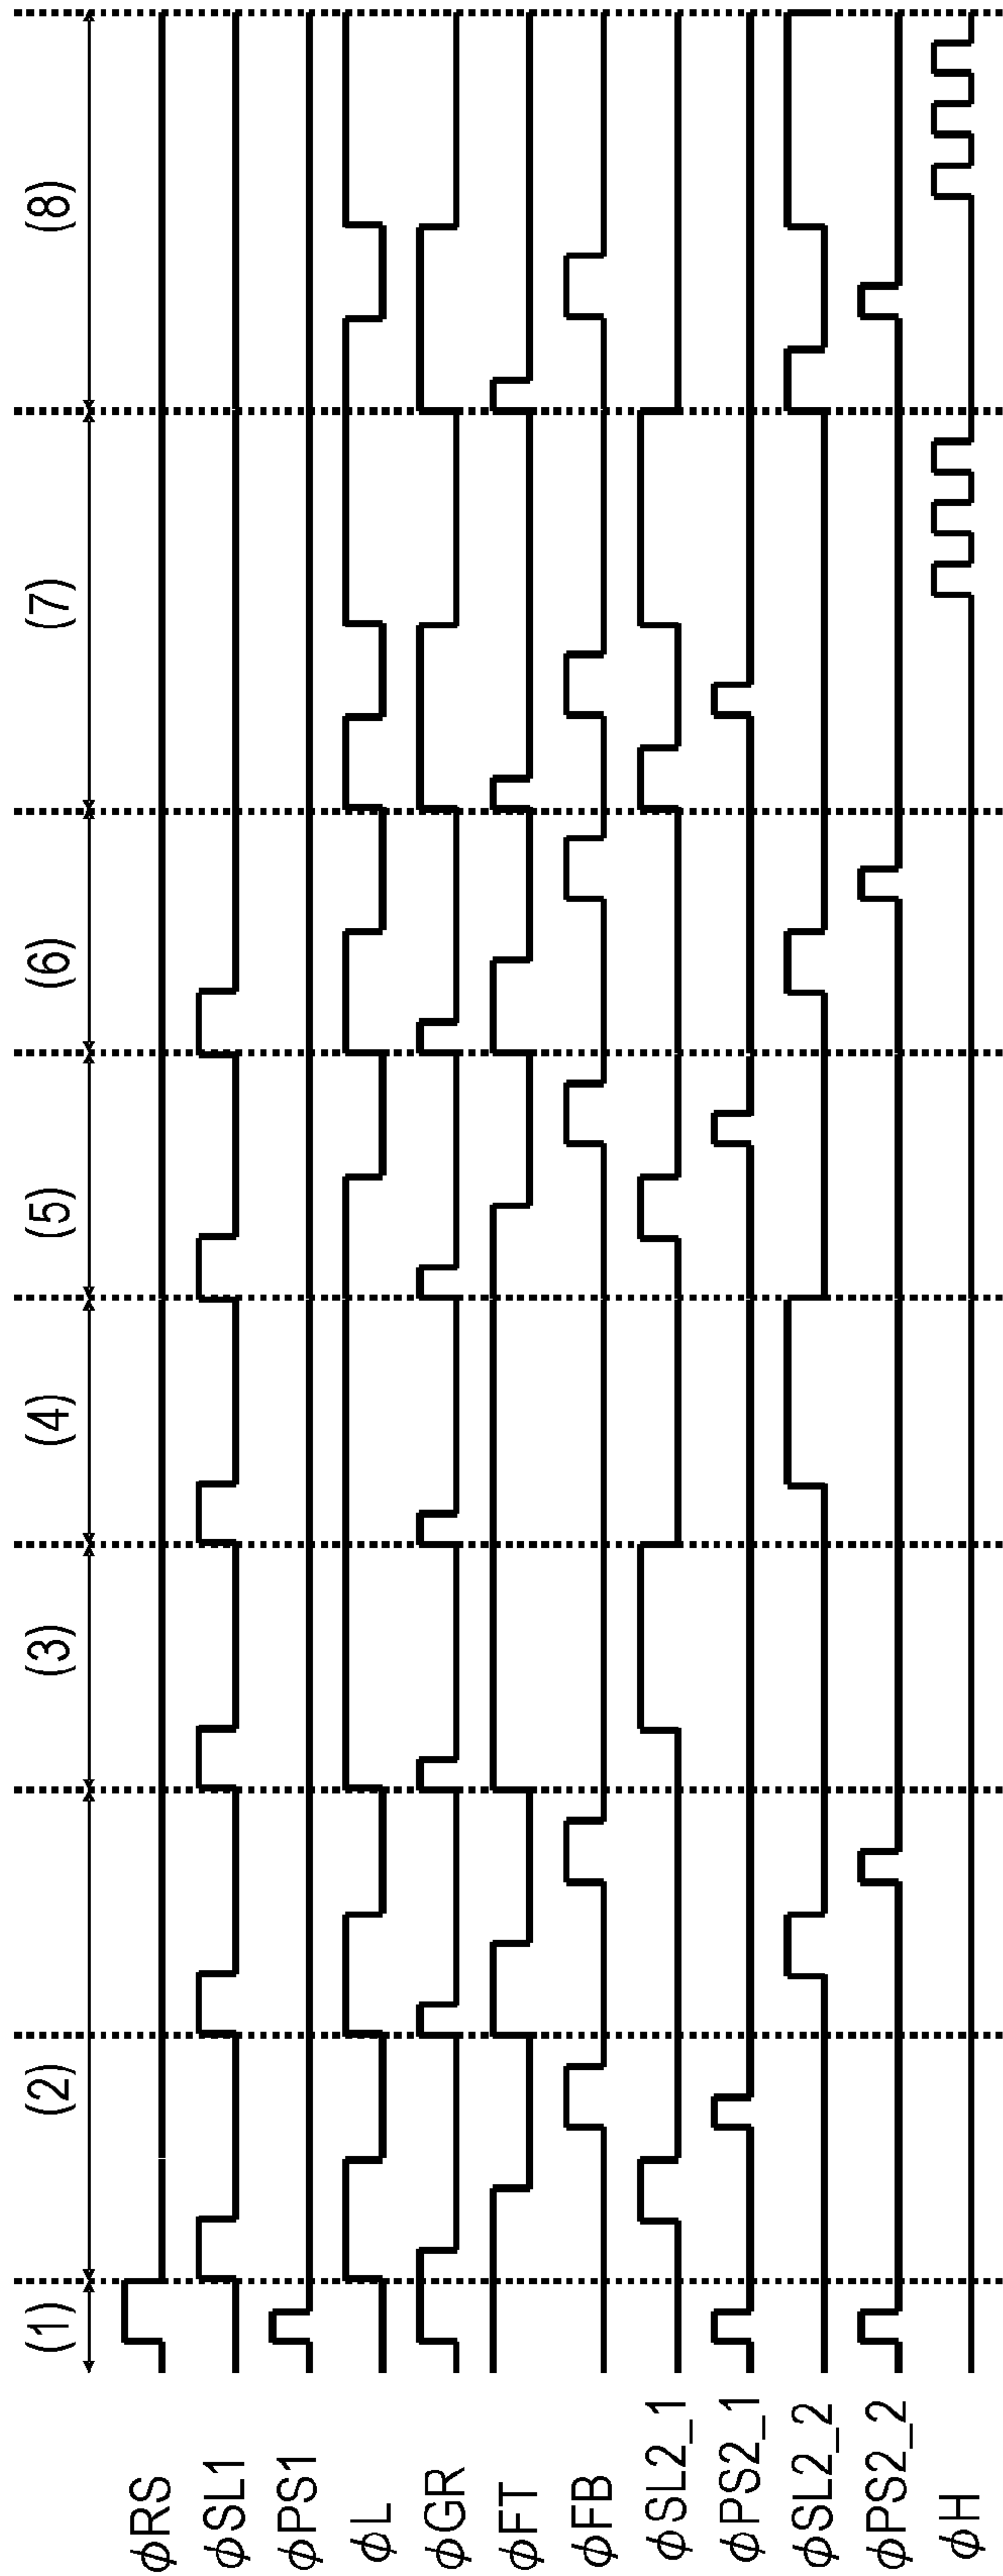 (1) (2) (3) (4) (5) (6) (7) (8)
ϕRS
ϕSL1
ϕPS1
ϕL
ϕGR
ϕFT
ϕFB
ϕSL2_1
ϕPS2_1
ϕSL2_2
ϕPS2_2
ϕH